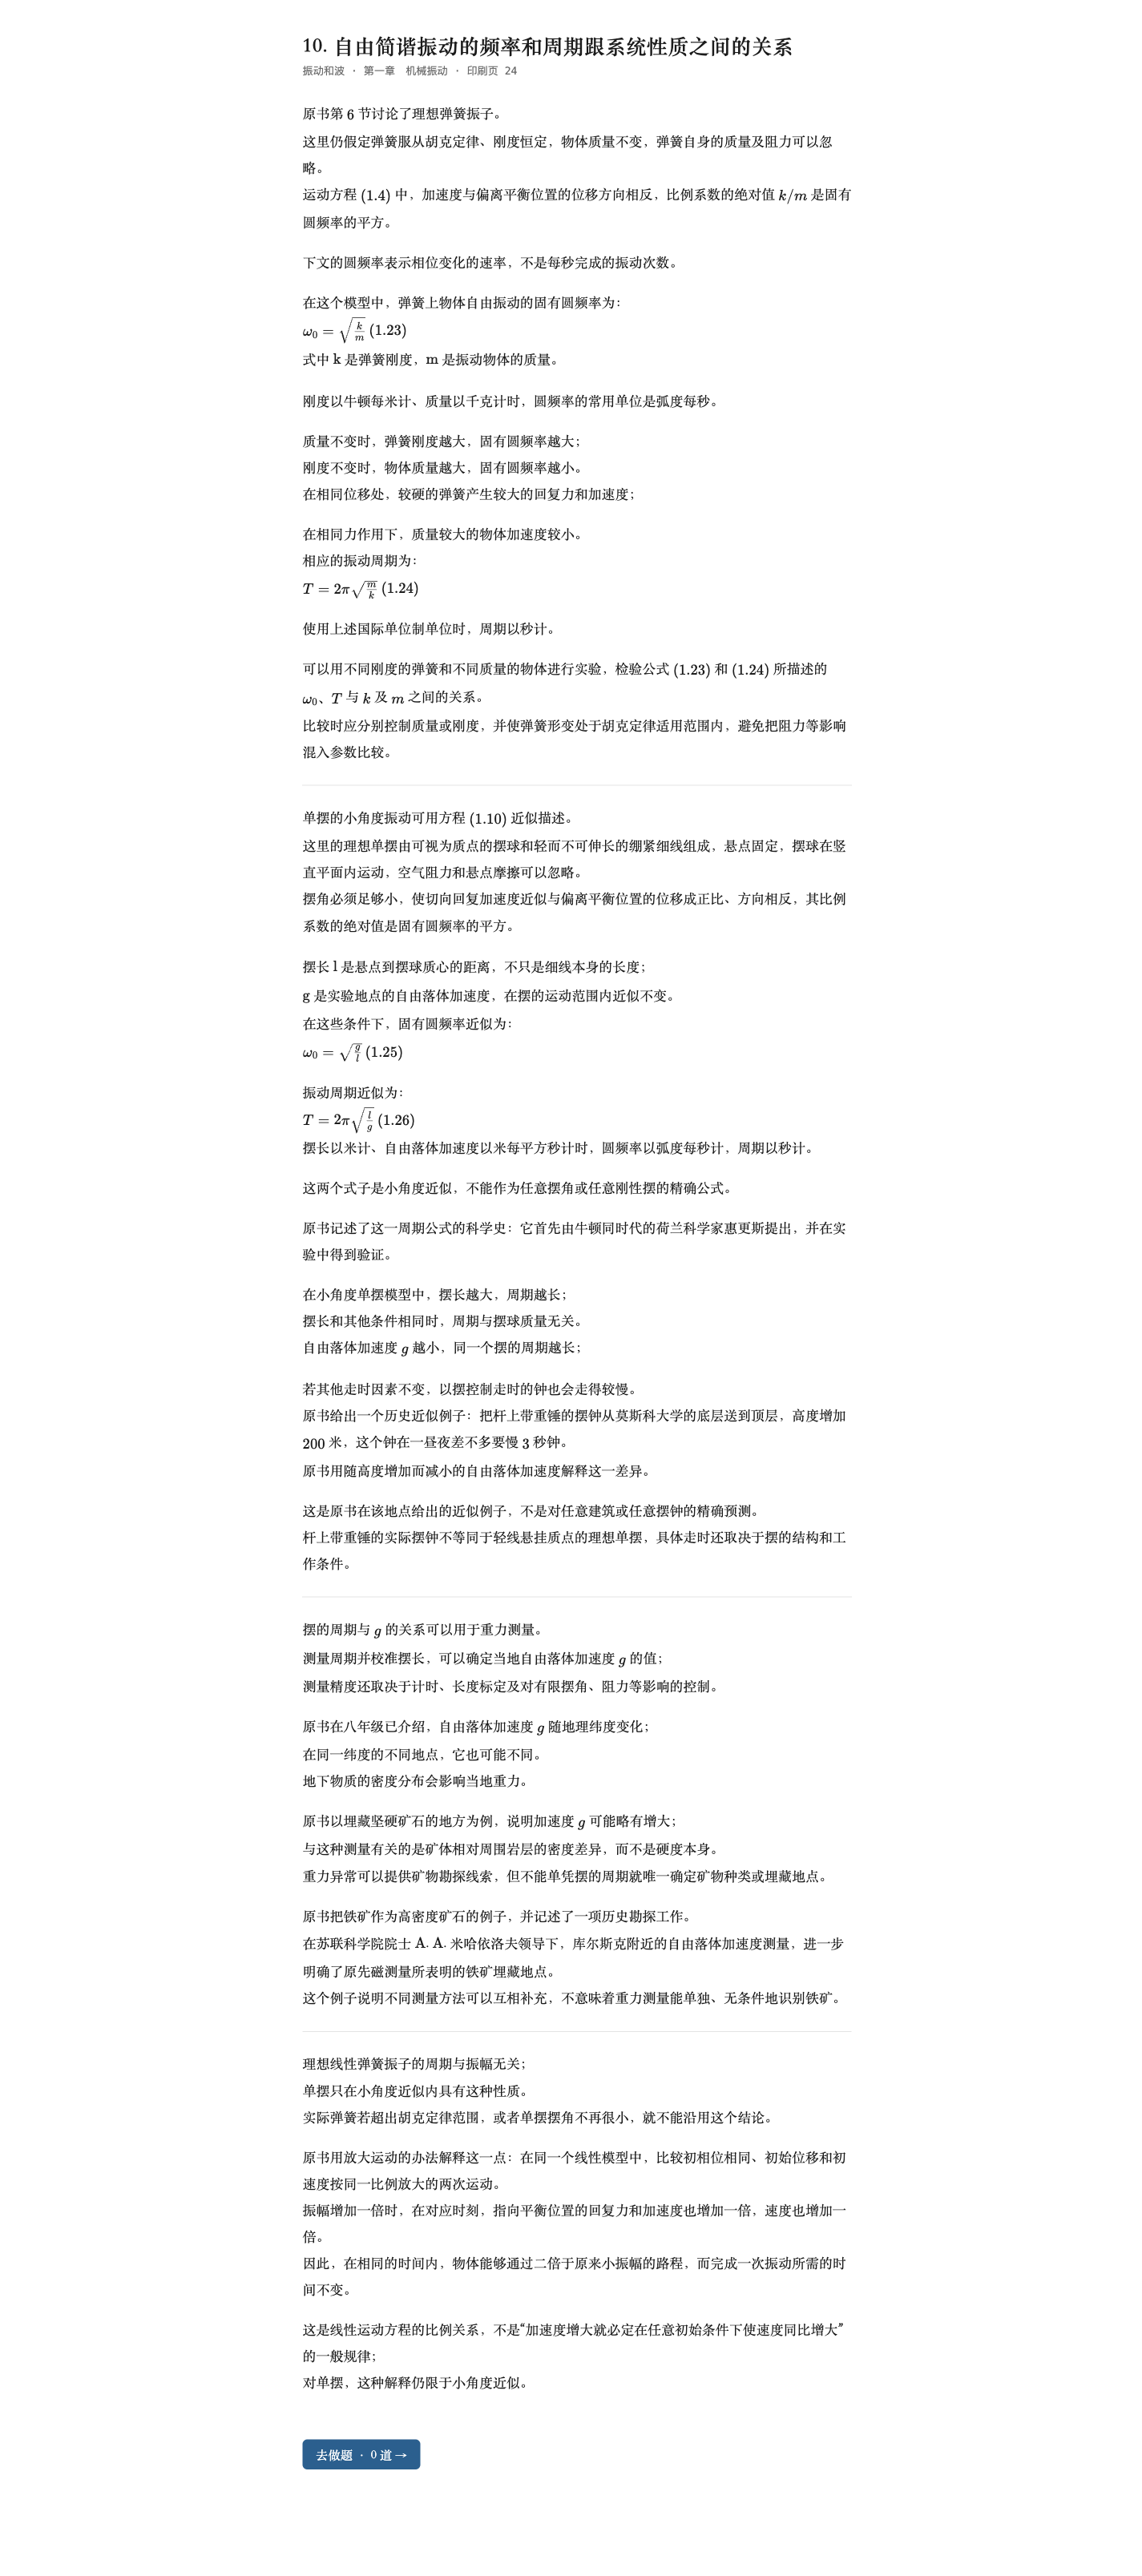 10. 自由简谐振动的频率和周期跟系统性质之间的关系
振动和波 · 第一章 机械振动 · 印刷页 24
原书第 6 节讨论了理想弹簧振子。
这里仍假定弹簧服从胡克定律、刚度恒定，物体质量不变，弹簧自身的质量及阻力可以忽
略。
运动方程 (1.4) 中，加速度与偏离平衡位置的位移方向相反，比例系数的绝对值 k/m 是固有
圆频率的平方。
下文的圆频率表示相位变化的速率，不是每秒完成的振动次数。
在这个模型中，弹簧上物体自由振动的固有圆频率为：
ω₀ = √(k/m) (1.23)
式中 k 是弹簧刚度，m 是振动物体的质量。
刚度以牛顿每米计、质量以千克计时，圆频率的常用单位是弧度每秒。
质量不变时，弹簧刚度越大，固有圆频率越大；
刚度不变时，物体质量越大，固有圆频率越小。
在相同位移处，较硬的弹簧产生较大的回复力和加速度；
在相同力作用下，质量较大的物体加速度较小。
相应的振动周期为：
T = 2π√(m/k) (1.24)
使用上述国际单位制单位时，周期以秒计。
可以用不同刚度的弹簧和不同质量的物体进行实验，检验公式 (1.23) 和 (1.24) 所描述的
ω₀、T 与 k 及 m 之间的关系。
比较时应分别控制质量或刚度，并使弹簧形变处于胡克定律适用范围内，避免把阻力等影响
混入参数比较。
单摆的小角度振动可用方程 (1.10) 近似描述。
这里的理想单摆由可视为质点的摆球和轻而不可伸长的绷紧细线组成，悬点固定，摆球在竖
直平面内运动，空气阻力和悬点摩擦可以忽略。
摆角必须足够小，使切向回复加速度近似与偏离平衡位置的位移成正比、方向相反，其比例
系数的绝对值是固有圆频率的平方。
摆长 l 是悬点到摆球质心的距离，不只是细线本身的长度；
g 是实验地点的自由落体加速度，在摆的运动范围内近似不变。
在这些条件下，固有圆频率近似为：
ω₀ = √(g/l) (1.25)
振动周期近似为：
T = 2π√(l/g) (1.26)
摆长以米计、自由落体加速度以米每平方秒计时，圆频率以弧度每秒计，周期以秒计。
这两个式子是小角度近似，不能作为任意摆角或任意刚性摆的精确公式。
原书记述了这一周期公式的科学史：它首先由牛顿同时代的荷兰科学家惠更斯提出，并在实
验中得到验证。
在小角度单摆模型中，摆长越大，周期越长；
摆长和其他条件相同时，周期与摆球质量无关。
自由落体加速度 g 越小，同一个摆的周期越长；
若其他走时因素不变，以摆控制走时的钟也会走得较慢。
原书给出一个历史近似例子：把杆上带重锤的摆钟从莫斯科大学的底层送到顶层，高度增加
200 米，这个钟在一昼夜差不多要慢 3 秒钟。
原书用随高度增加而减小的自由落体加速度解释这一差异。
这是原书在该地点给出的近似例子，不是对任意建筑或任意摆钟的精确预测。
杆上带重锤的实际摆钟不等同于轻线悬挂质点的理想单摆，具体走时还取决于摆的结构和工
作条件。
摆的周期与 g 的关系可以用于重力测量。
测量周期并校准摆长，可以确定当地自由落体加速度 g 的值；
测量精度还取决于计时、长度标定及对有限摆角、阻力等影响的控制。
原书在八年级已介绍，自由落体加速度 g 随地理纬度变化；
在同一纬度的不同地点，它也可能不同。
地下物质的密度分布会影响当地重力。
原书以埋藏坚硬矿石的地方为例，说明加速度 g 可能略有增大；
与这种测量有关的是矿体相对周围岩层的密度差异，而不是硬度本身。
重力异常可以提供矿物勘探线索，但不能单凭摆的周期就唯一确定矿物种类或埋藏地点。
原书把铁矿作为高密度矿石的例子，并记述了一项历史勘探工作。
在苏联科学院院士 A. A. 米哈依洛夫领导下，库尔斯克附近的自由落体加速度测量，进一步
明确了原先磁测量所表明的铁矿埋藏地点。
这个例子说明不同测量方法可以互相补充，不意味着重力测量能单独、无条件地识别铁矿。
理想线性弹簧振子的周期与振幅无关；
单摆只在小角度近似内具有这种性质。
实际弹簧若超出胡克定律范围，或者单摆摆角不再很小，就不能沿用这个结论。
原书用放大运动的办法解释这一点：在同一个线性模型中，比较初相位相同、初始位移和初
速度按同一比例放大的两次运动。
振幅增加一倍时，在对应时刻，指向平衡位置的回复力和加速度也增加一倍，速度也增加一
倍。
因此，在相同的时间内，物体能够通过二倍于原来小振幅的路程，而完成一次振动所需的时
间不变。
这是线性运动方程的比例关系，不是“加速度增大就必定在任意初始条件下使速度同比增大”
的一般规律；
对单摆，这种解释仍限于小角度近似。
去做题 · 0 道 →